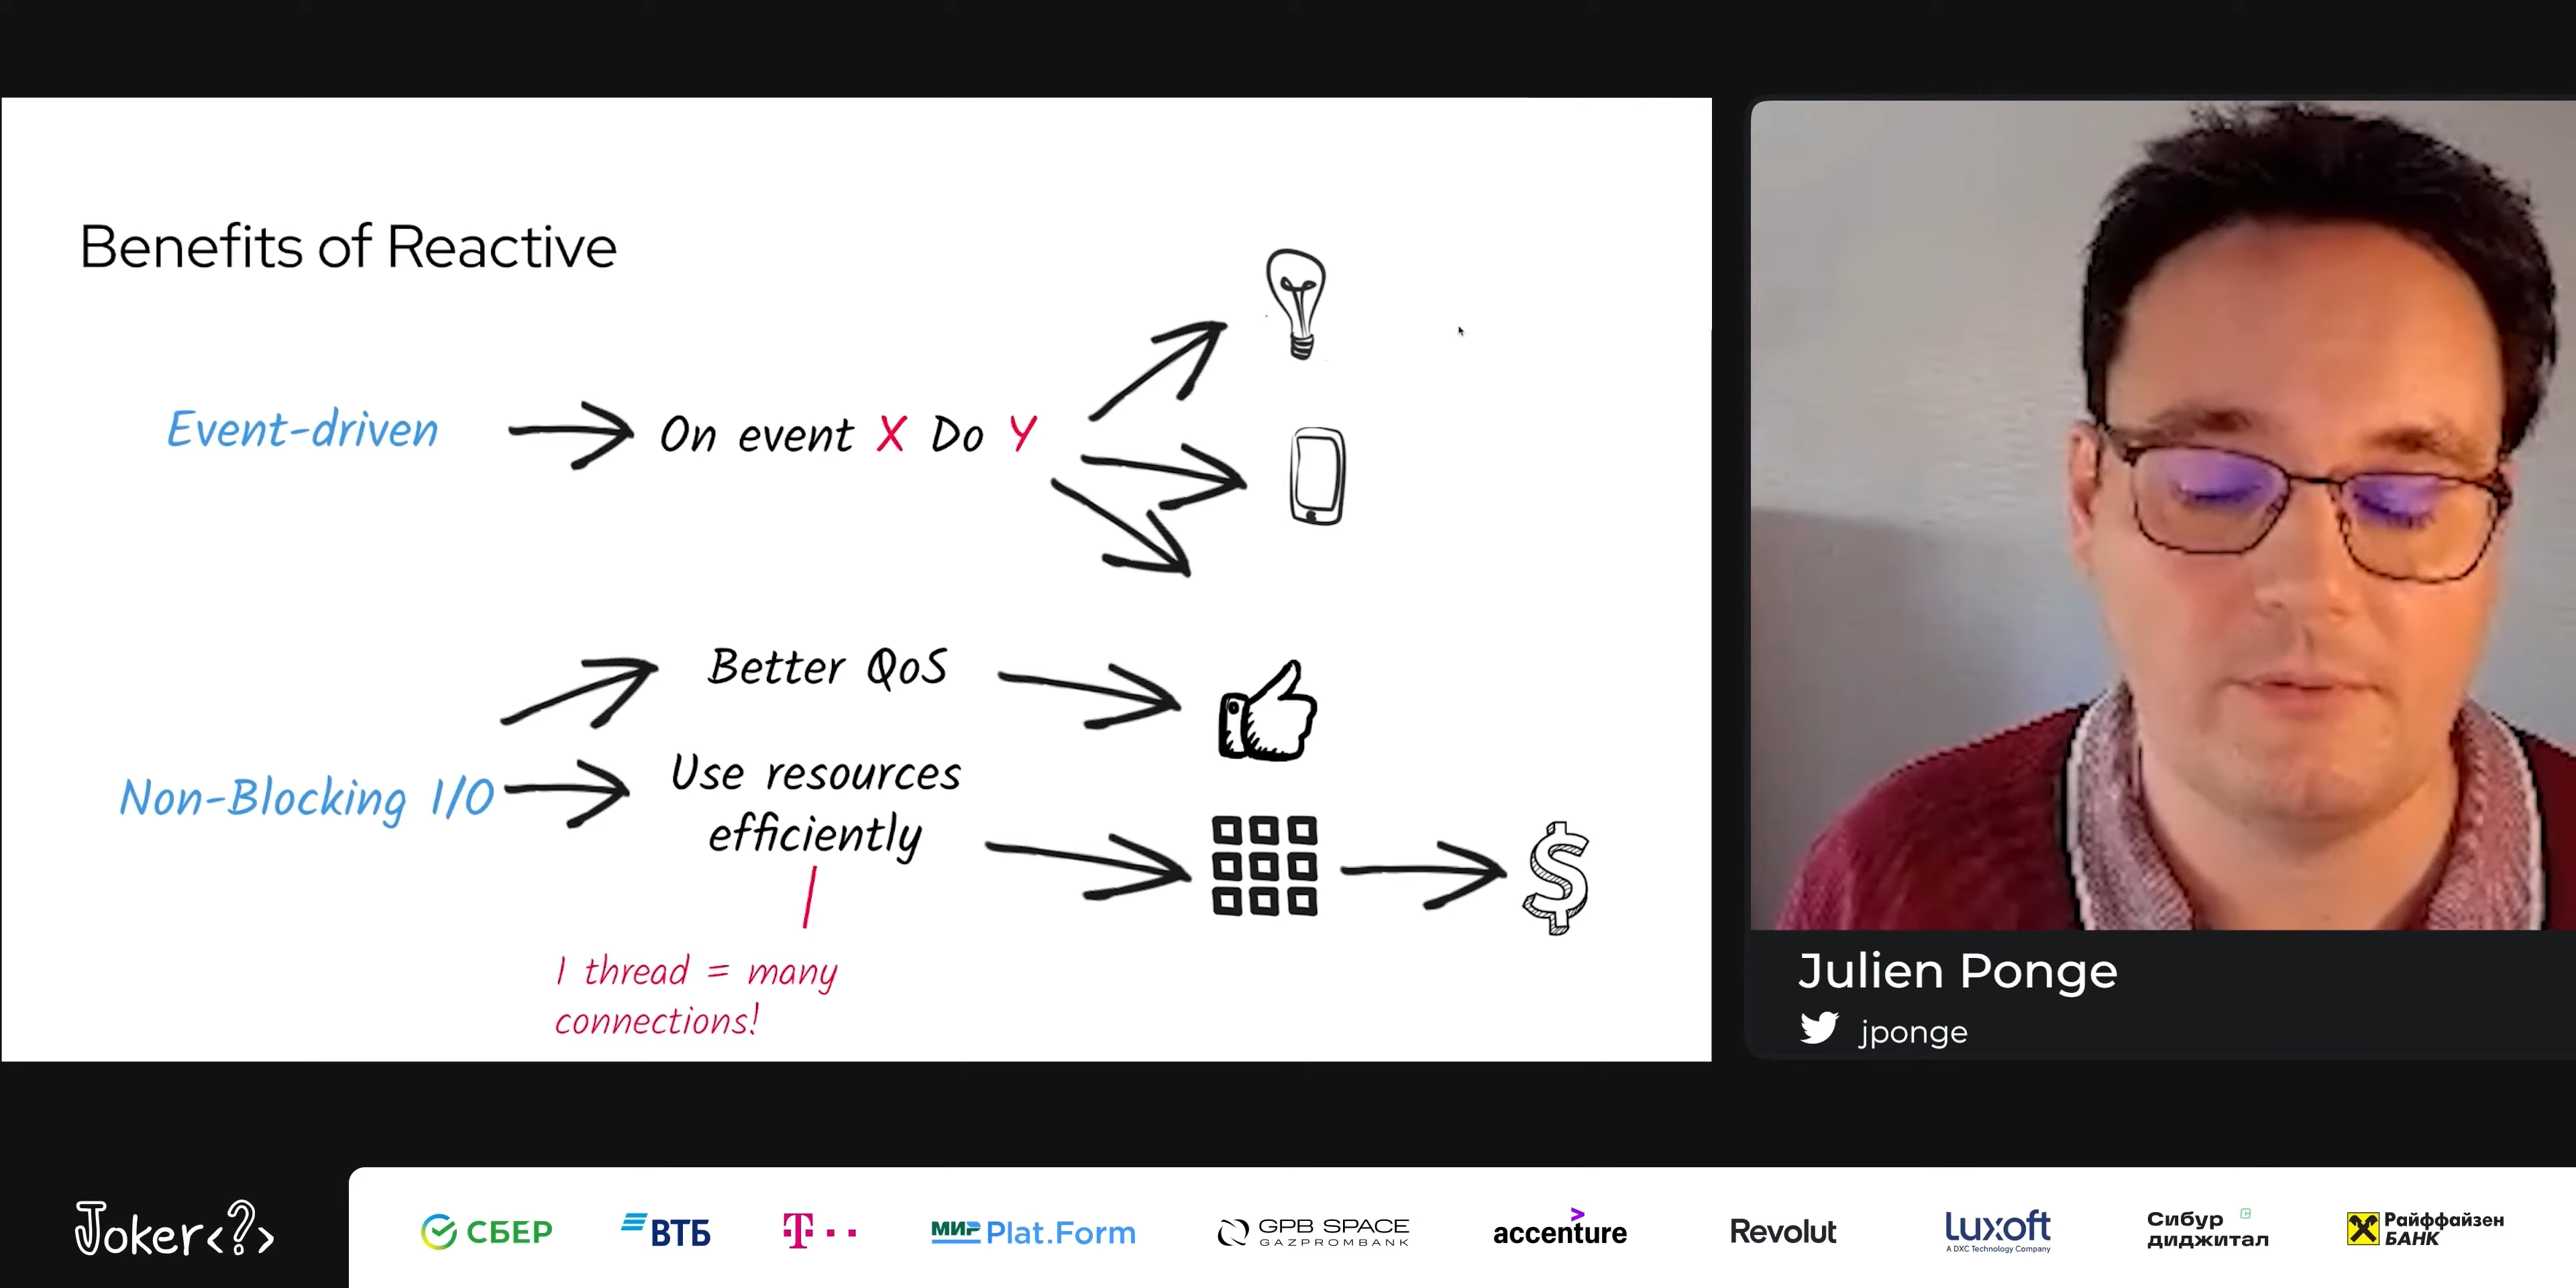 Benefits of Reactive
Event-driven
On event X Do Y
Better QoS
Non-Blocking I/O
Use resources
efficiently
1 thread = many
connections!
$
Julien Ponge
jponge
Joker<?>
СБЕР
ВТБ
T
МИР Plat.Form
GPB SPACE
GAZPROMBANK
accenture
Revolut
Luxoft
A DXC Technology Company
Сибур
диджитал
Райффайзен
БАНК